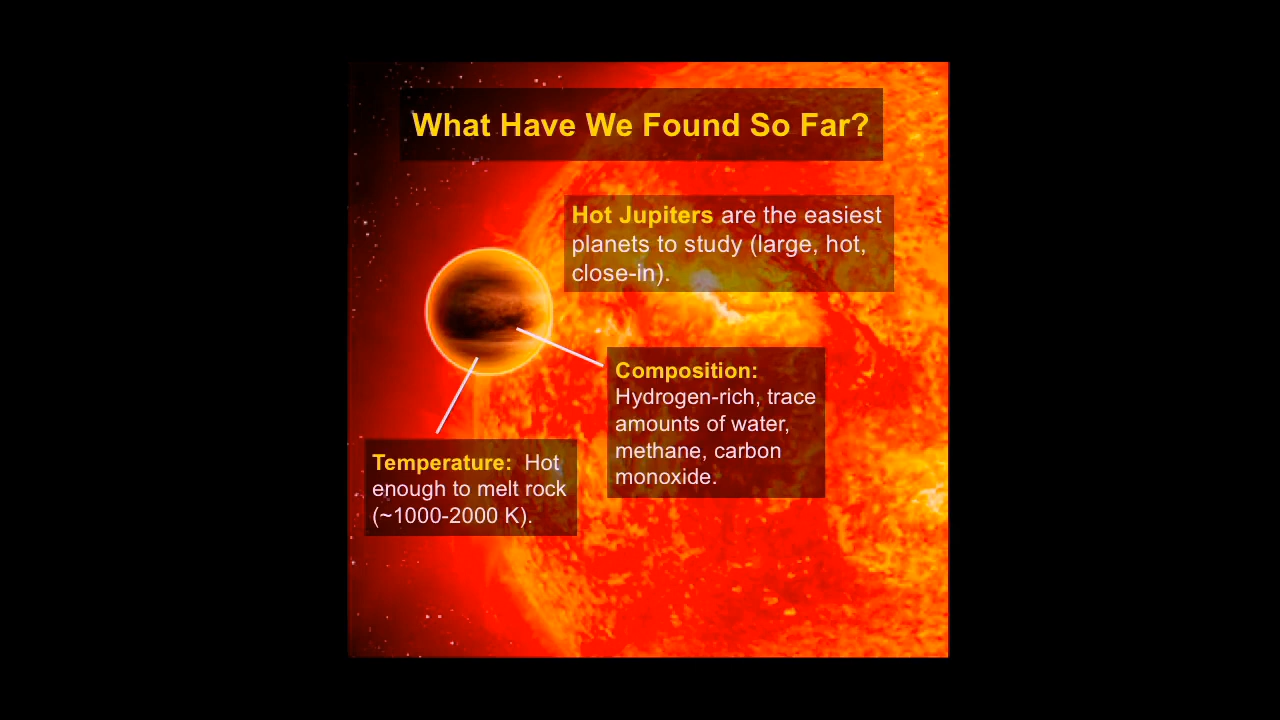 What Have We Found So Far?
Hot Jupiters are the easiest
planets to study (large, hot,
close-in).
Composition:
Hydrogen-rich, trace
amounts of water,
methane, carbon
monoxide.
Temperature: Hot
enough to melt rock
(~1000-2000 K).